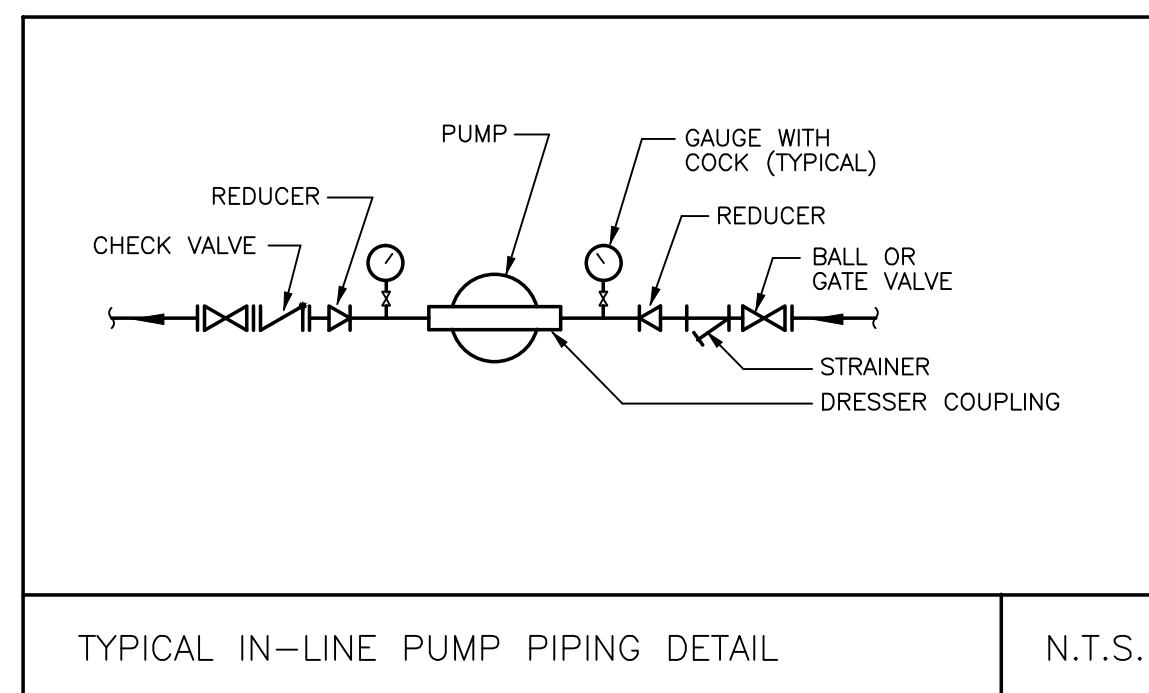 PUMP
GAUGE WITH
COCK (TYPICAL)
REDUCER
REDUCER
CHECK VALVE
BALL OR
GATE VALVE
STRAINER
DRESSER COUPLING
TYPICAL IN-LINE PUMP PIPING DETAIL
N.T.S.